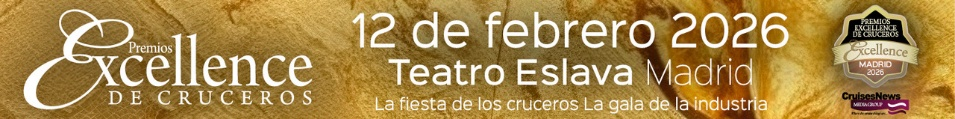 Premios
Excellence
DE CRUCEROS
12 de febrero 2026
Teatro Eslava Madrid
La fiesta de los cruceros La gala de la industria
PREMIOS
EXCELLENCE
DE CRUCEROS
Excellence
MADRID
2026
CruisesNews
MEDIA GROUP